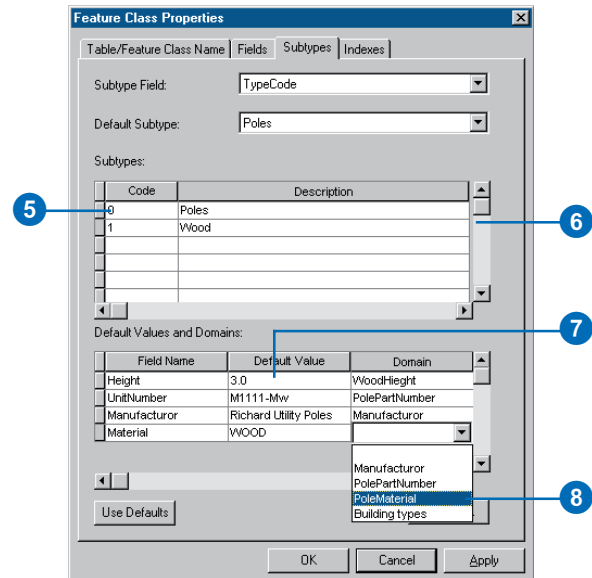 Feature Class Properties
Table/Feature Class Name Fields Subtypes Indexes
Subtype Field: TypeCode
Default Subtype: Poles
Subtypes:
Code Description
5
0 Poles
6
1 Wood
Default Values and Domains:
7
Field Name Default Value Domain
Height 3.0 WoodHieght
UnitNumber M1111-Mw PolePartNumber
Manufacturor Richard Utility Poles Manufacturor
Material WOOD
Manufacturor
PolePartNumber
PoleMaterial
8
Building types
Use Defaults
OK Cancel Apply